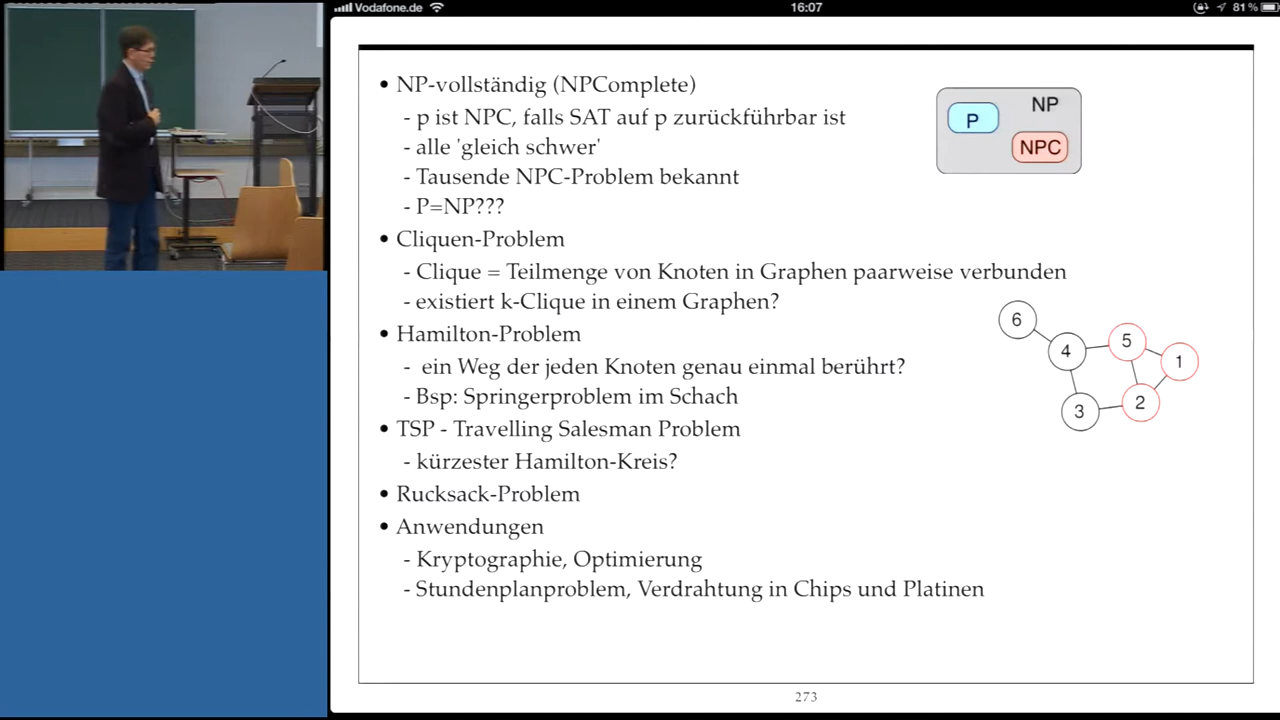 Vodafone.de
16:07
81 %
• NP-vollständig (NPComplete)
- p ist NPC, falls SAT auf p zurückführbar ist
- alle 'gleich schwer'
- Tausende NPC-Problem bekannt
- P=NP???
NP
P
NPC
• Cliquen-Problem
- Clique = Teilmenge von Knoten in Graphen paarweise verbunden
- existiert k-Clique in einem Graphen?
• Hamilton-Problem
- ein Weg der jeden Knoten genau einmal berührt?
- Bsp: Springerproblem im Schach
6
4
5
1
3
2
• TSP - Travelling Salesman Problem
- kürzester Hamilton-Kreis?
• Rucksack-Problem
• Anwendungen
- Kryptographie, Optimierung
- Stundenplanproblem, Verdrahtung in Chips und Platinen
273